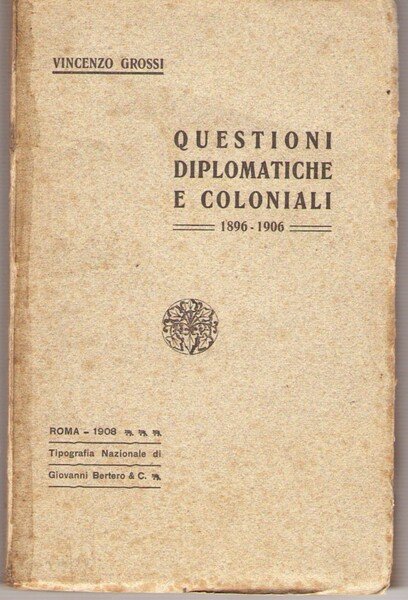 VINCENZO GROSSI
QUESTIONI
DIPLOMATICHE
E COLONIALI
1896 - 1906
ROMA - 1908
Tipografia Nazionale di
Giovanni Bertero & C.